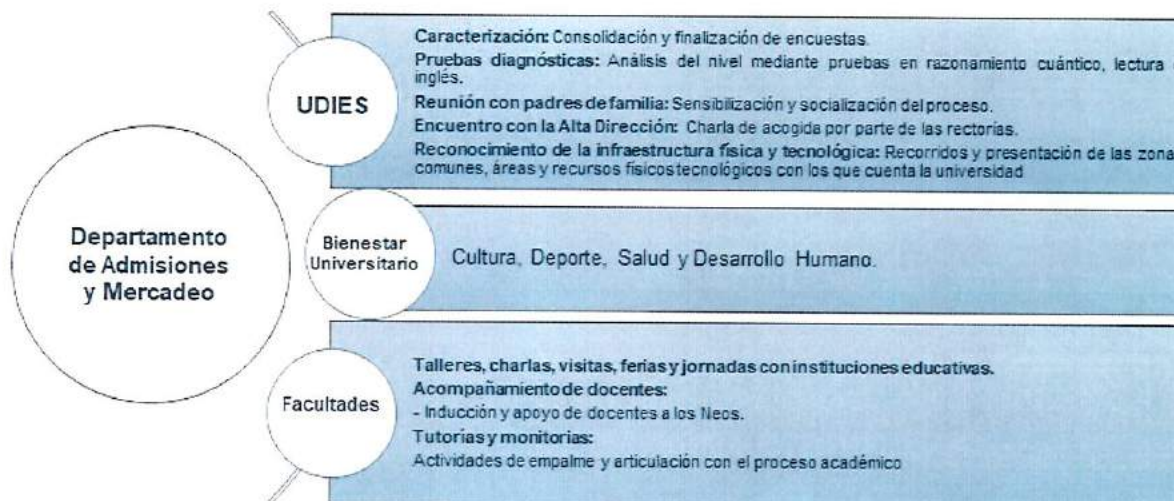 Departamento
de Admisiones
y Mercadeo
UDIES
Caracterización: Consolidación y finalización de encuestas.
Pruebas diagnósticas: Análisis del nivel mediante pruebas en razonamiento cuántico, lectura
inglés.
Reunión con padres de familia: Sensibilización y socialización del proceso.
Encuentro con la Alta Dirección: Charla de acogida por parte de las rectorías.
Reconocimiento de la infraestructura física y tecnológica: Recorridos y presentación de las zona
comunes, áreas y recursos físicos tecnológicos con los que cuenta la universidad
Bienestar
Universitario
Cultura, Deporte, Salud y Desarrollo Humano.
Facultades
Talleres, charlas, visitas, ferias y jornadas con instituciones educativas.
Acompañamiento de docentes:
- Inducción y apoyo de docentes a los Neos.
Tutorías y monitorias:
Actividades de empalme y articulación con el proceso académico